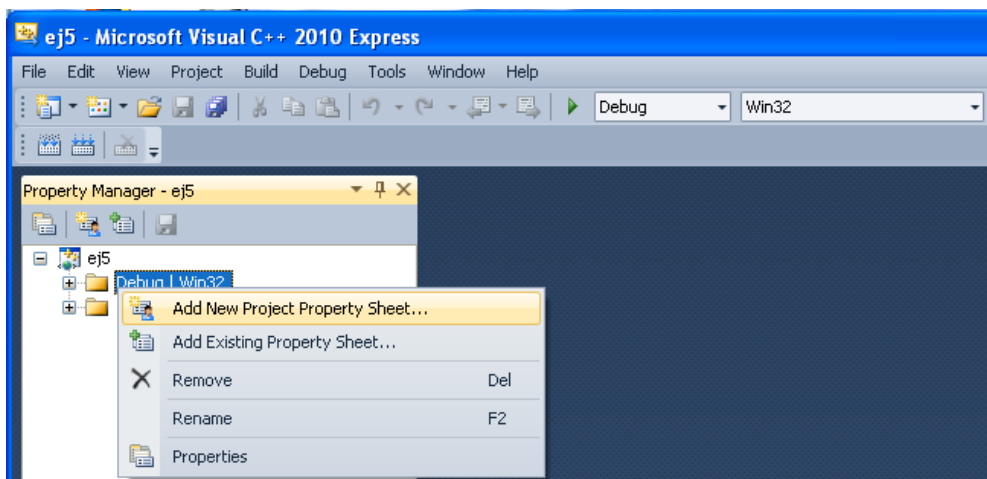 ej5 - Microsoft Visual C++ 2010 Express
File Edit View Project Build Debug Tools Window Help
Debug Win32
Property Manager - ej5
ej5
Debug | Win32
Add New Project Property Sheet...
Add Existing Property Sheet...
Remove Del
Rename F2
Properties